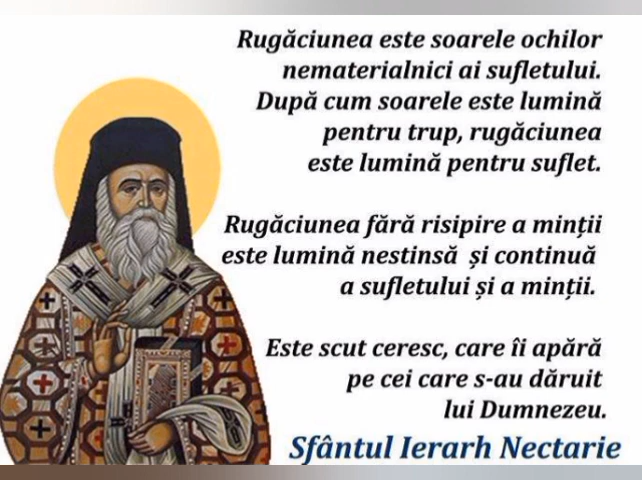 Rugăciunea este soarele ochilor
nematerialnici ai sufletului.
După cum soarele este lumină
pentru trup, rugăciunea
este lumină pentru suflet.
Rugăciunea fără risipire a minții
este lumină nestinsă și continuă
a sufletului și a minții.
Este scut ceresc, care îi apără
pe cei care s-au dăruit
lui Dumnezeu.
Sfântul Ierarh Nectarie